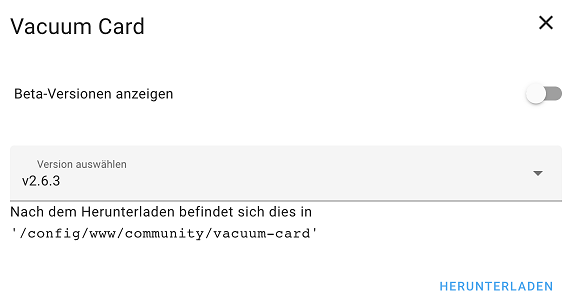 Vacuum Card
Beta-Versionen anzeigen
Version auswählen
v2.6.3
Nach dem Herunterladen befindet sich dies in
'/config/www/community/vacuum-card'
HERUNTERLADEN